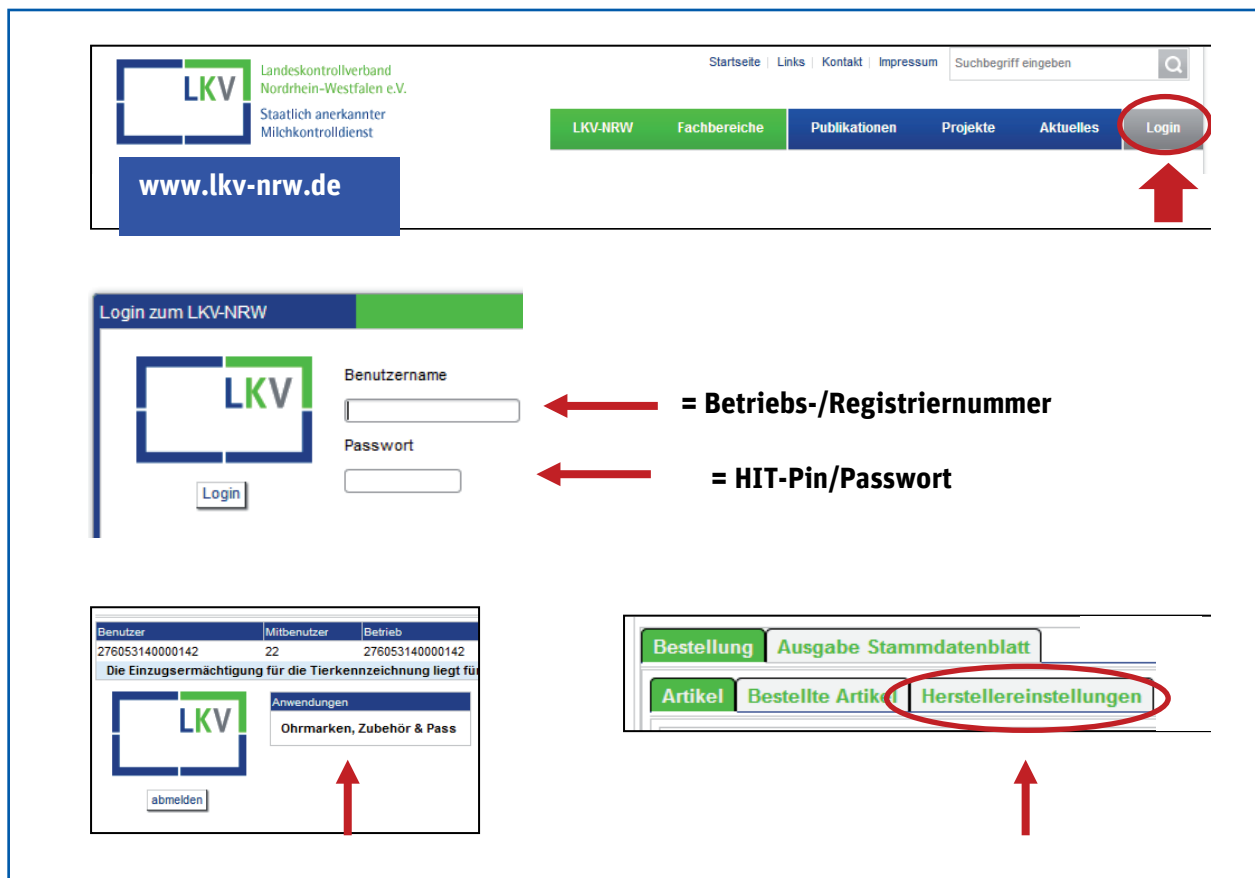 LKV
Landeskontrollverband
Nordrhein-Westfalen e.V.
Staatlich anerkannter
Milchkontrolldienst
Startseite | Links | Kontakt | Impressum
Suchbegriff eingeben
LKV-NRW Fachbereiche Publikationen Projekte Aktuelles Login
www.lkv-nrw.de
Login zum LKV-NRW
LKV
Benutzername
= Betriebs-/Registriernummer
Passwort
= HIT-Pin/Passwort
Login
Benutzer Mitbenutzer Betrieb
276053140000142 22 276053140000142
Die Einzugsermächtigung für die Tierkennzeichnung liegt für
LKV
Anwendungen
Ohrmarken, Zubehör & Pass
abmelden
Bestellung Ausgabe Stammdatenblatt
Artikel Bestellte Artikel Herstellereinstellungen